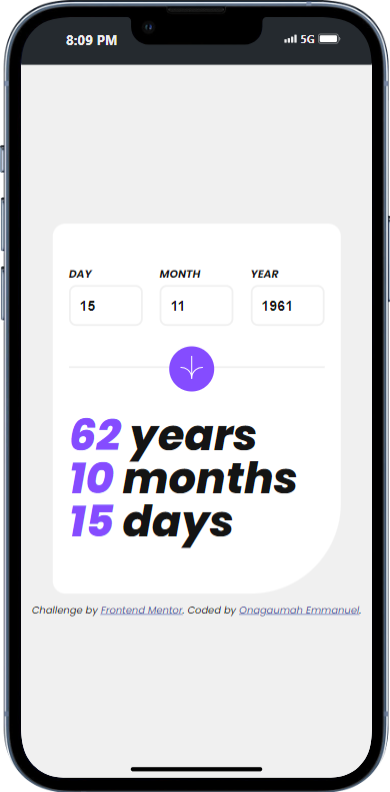 8:09 PM 5G
DAY MONTH YEAR
15 11 1961
62 years
10 months
15 days
Challenge by Frontend Mentor. Coded by Onagaumah Emmanuel.